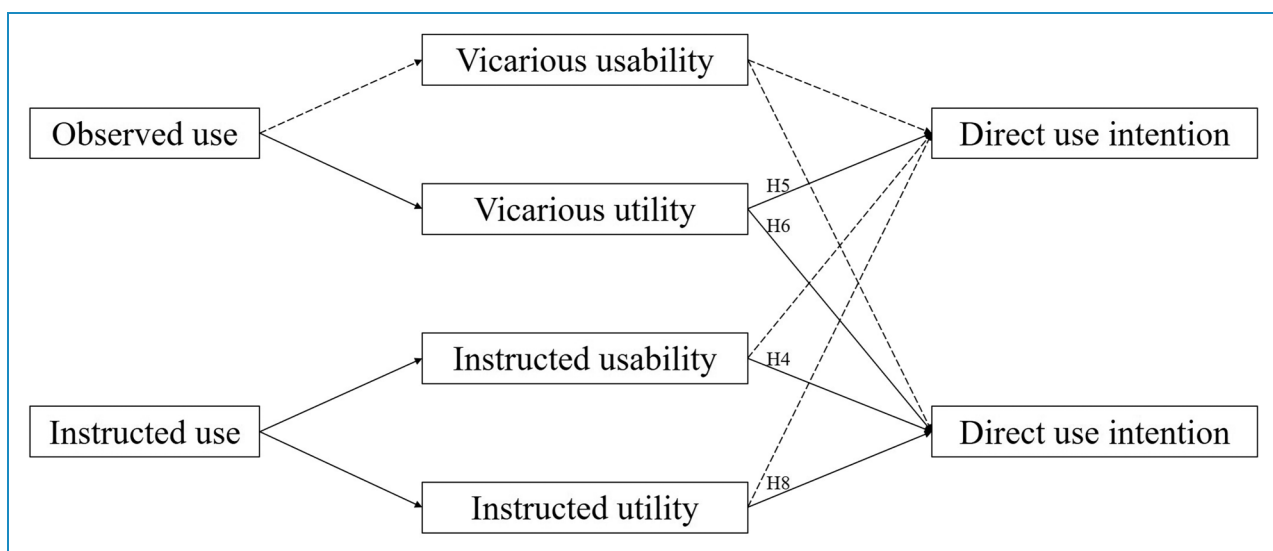 Vicarious usability
Observed use
Direct use intention
Vicarious utility
H5
H6
Instructed usability
H4
Instructed use
Direct use intention
Instructed utility
H8